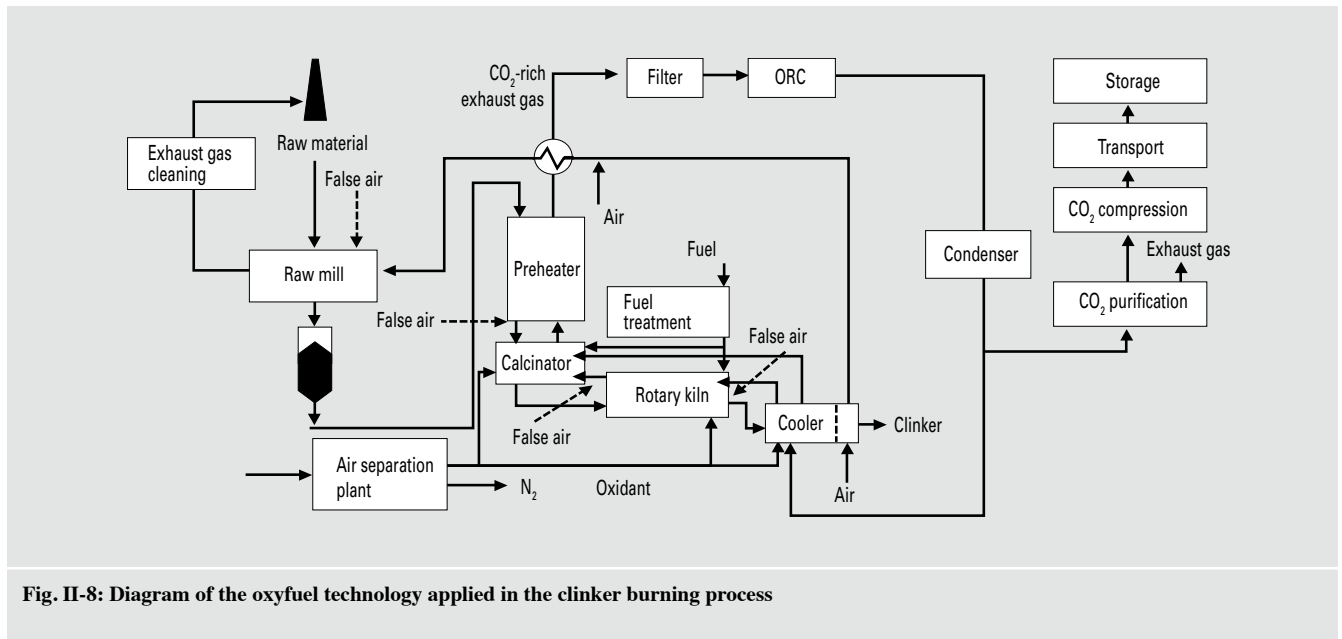 CO₂-rich
exhaust gas
Filter
ORC
Storage
Exhaust gas
cleaning
Raw material
Transport
False air
Air
CO₂ compression
Raw mill
Preheater
Fuel
Condenser
Exhaust gas
Fuel
treatment
CO₂ purification
False air
False air
Calcinator
Rotary kiln
False air
Cooler
Clinker
Air separation
plant
N₂
Oxidant
Air
Fig. II-8: Diagram of the oxyfuel technology applied in the clinker burning process